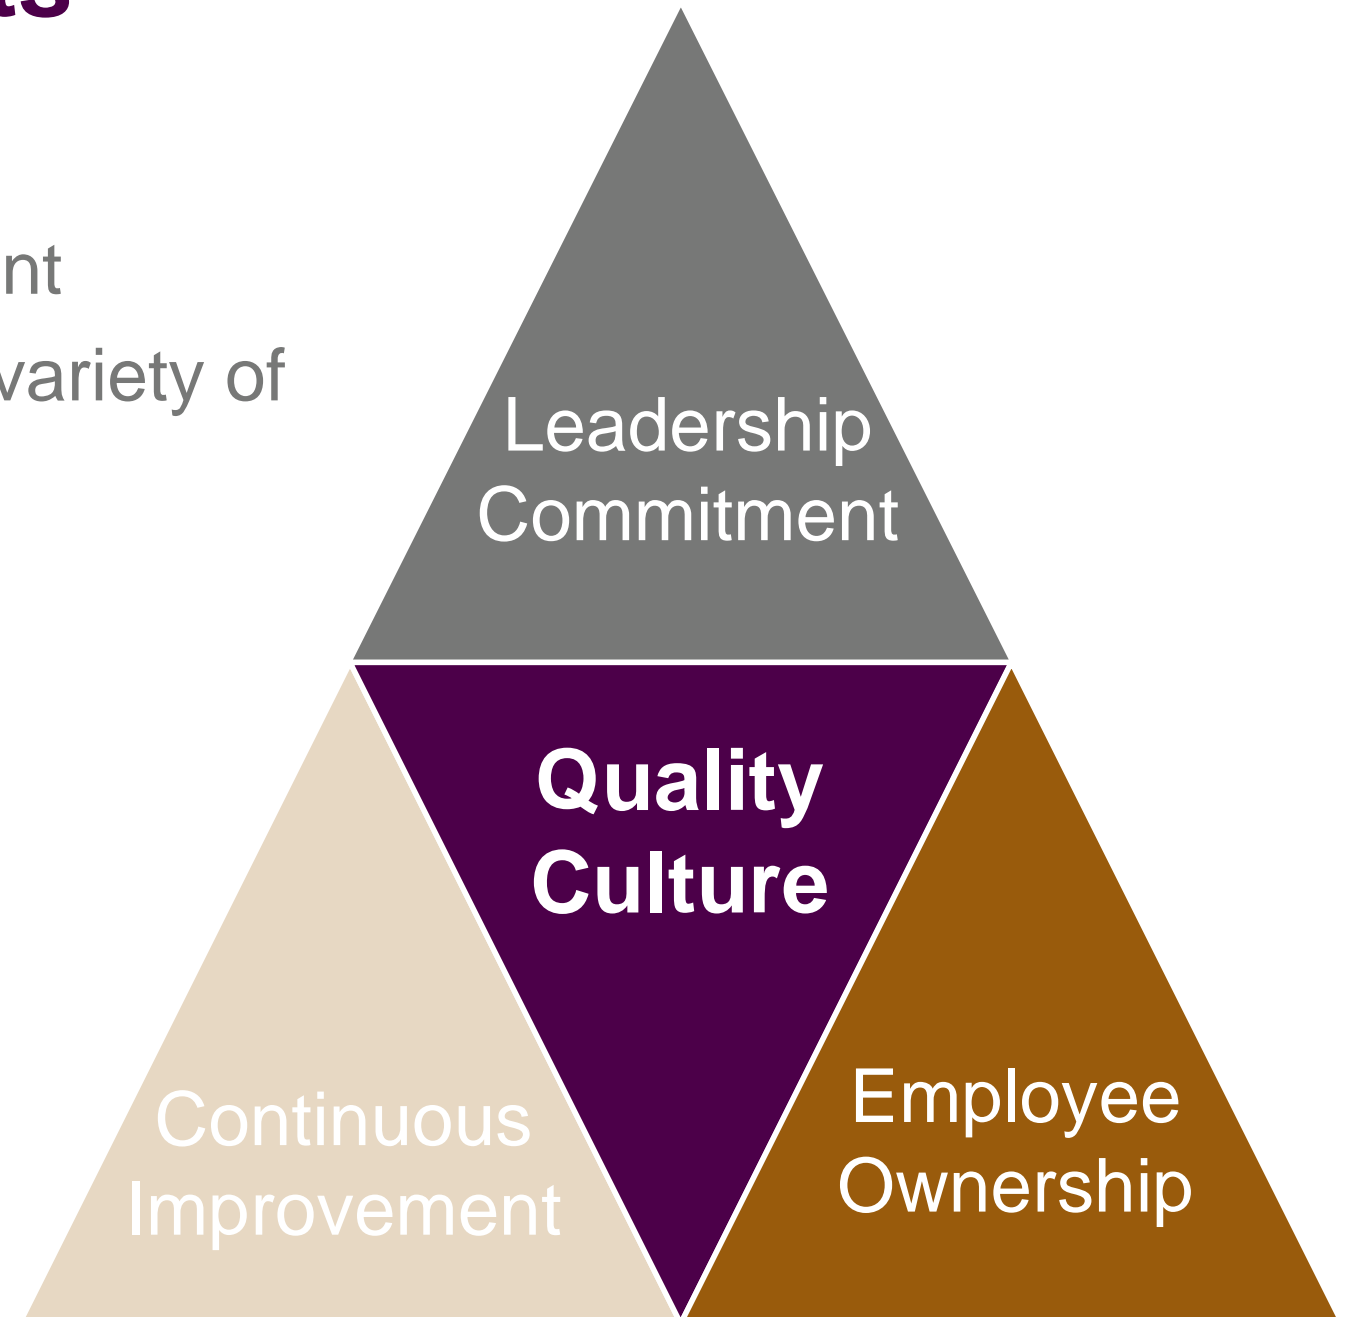 nt
variety of
Leadership
Commitment
Quality
Culture
Continuous
Improvement
Employee
Ownership